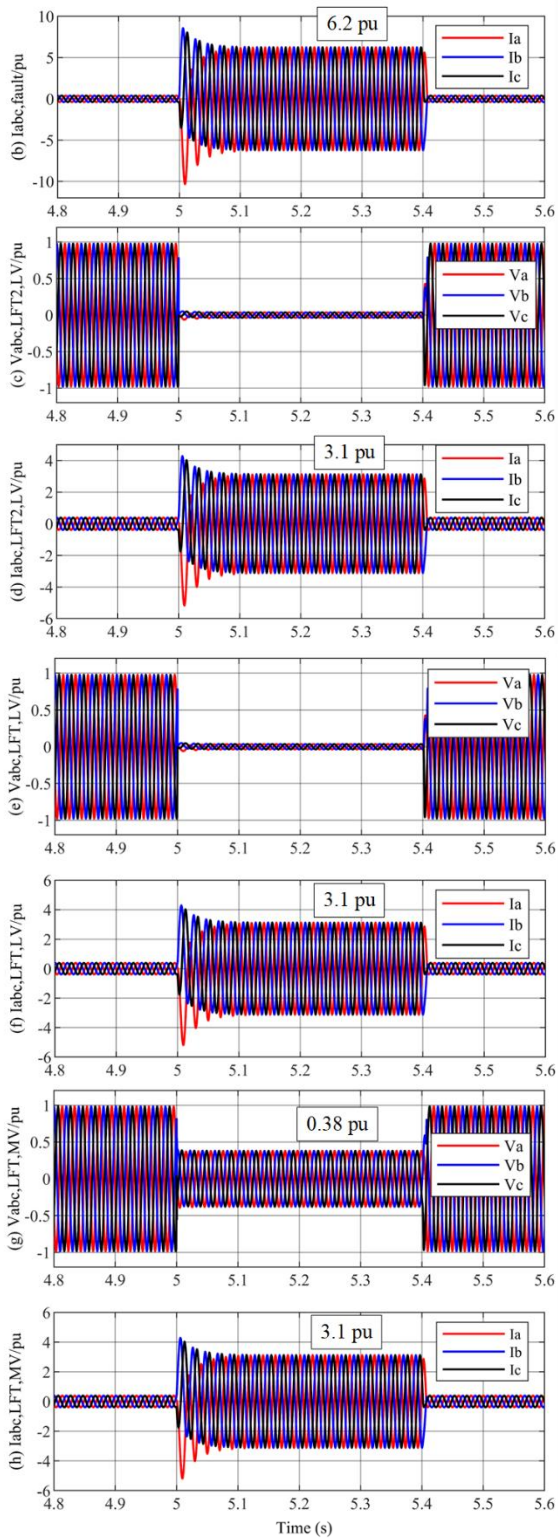 6.2 pu
(b) Iabc,fault/pu
10
5
0
-5
-10
Ia
Ib
Ic
4.8 4.9 5 5.1 5.2 5.3 5.4 5.5 5.6
(c) Vabc,LFT2,LV/pu
1
0.5
0
-0.5
-1
Va
Vb
Vc
4.8 4.9 5 5.1 5.2 5.3 5.4 5.5 5.6
3.1 pu
(d) Iabc,LFT2,LV/pu
4
2
0
-2
-4
-6
Ia
Ib
Ic
4.8 4.9 5 5.1 5.2 5.3 5.4 5.5 5.6
(e) Vabc,LFT,LV/pu
1
0.5
0
-0.5
-1
Va
Vb
Vc
4.8 4.9 5 5.1 5.2 5.3 5.4 5.5 5.6
3.1 pu
(f) Iabc,LFT,LV/pu
6
4
2
0
-2
-4
-6
Ia
Ib
Ic
4.8 4.9 5 5.1 5.2 5.3 5.4 5.5 5.6
0.38 pu
(g) Vabc,LFT,MV/pu
1
0.5
0
-0.5
-1
Va
Vb
Vc
4.8 4.9 5 5.1 5.2 5.3 5.4 5.5 5.6
3.1 pu
(h) Iabc,LFT,MV/pu
6
4
2
0
-2
-4
-6
Ia
Ib
Ic
4.8 4.9 5 5.1 5.2 5.3 5.4 5.5 5.6
Time (s)